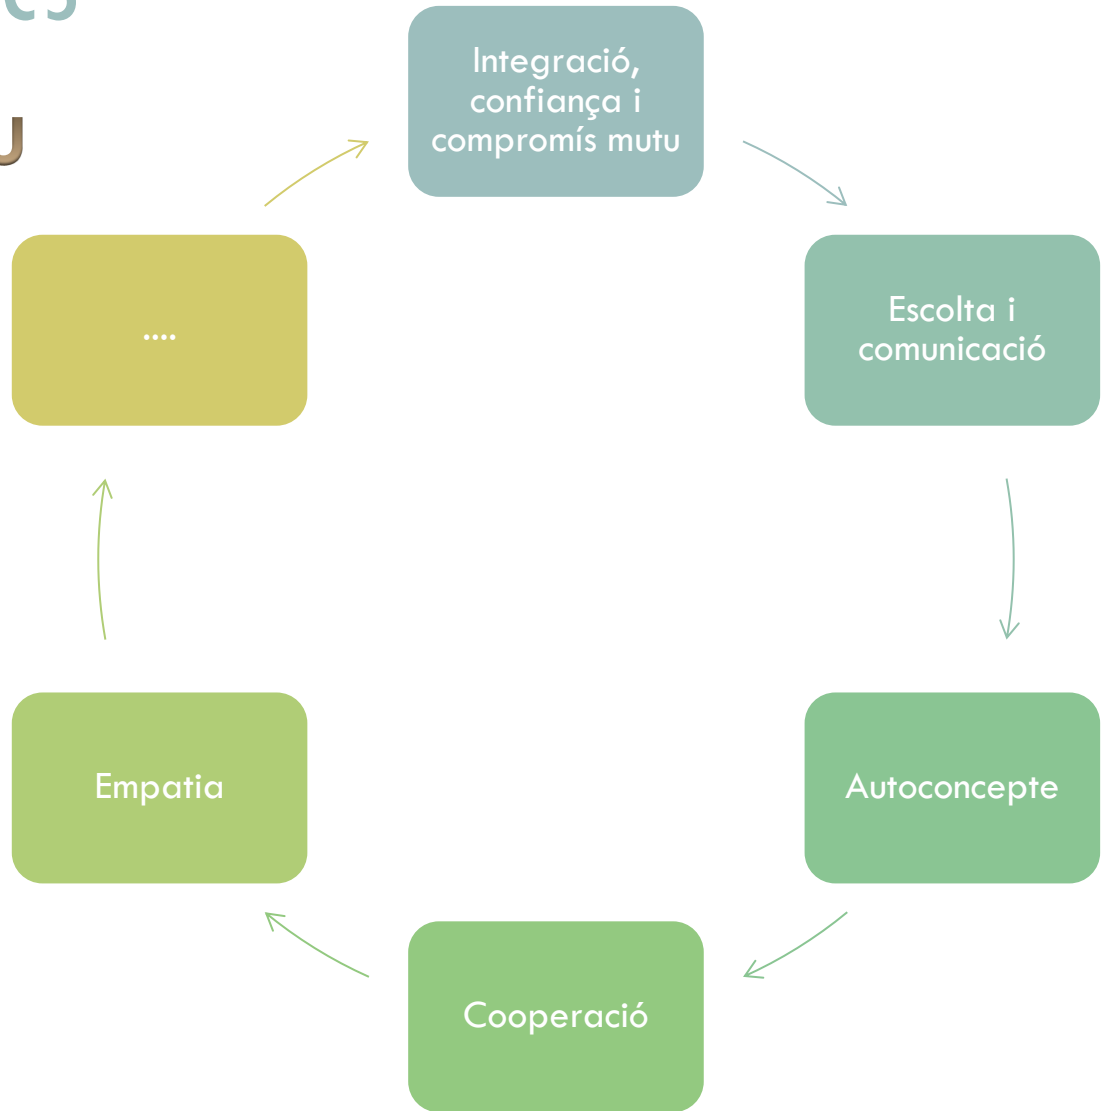 Integració,
confiança i
compromís mutu
Escolta i
comunicació
Autoconcepte
Cooperació
Empatia
....